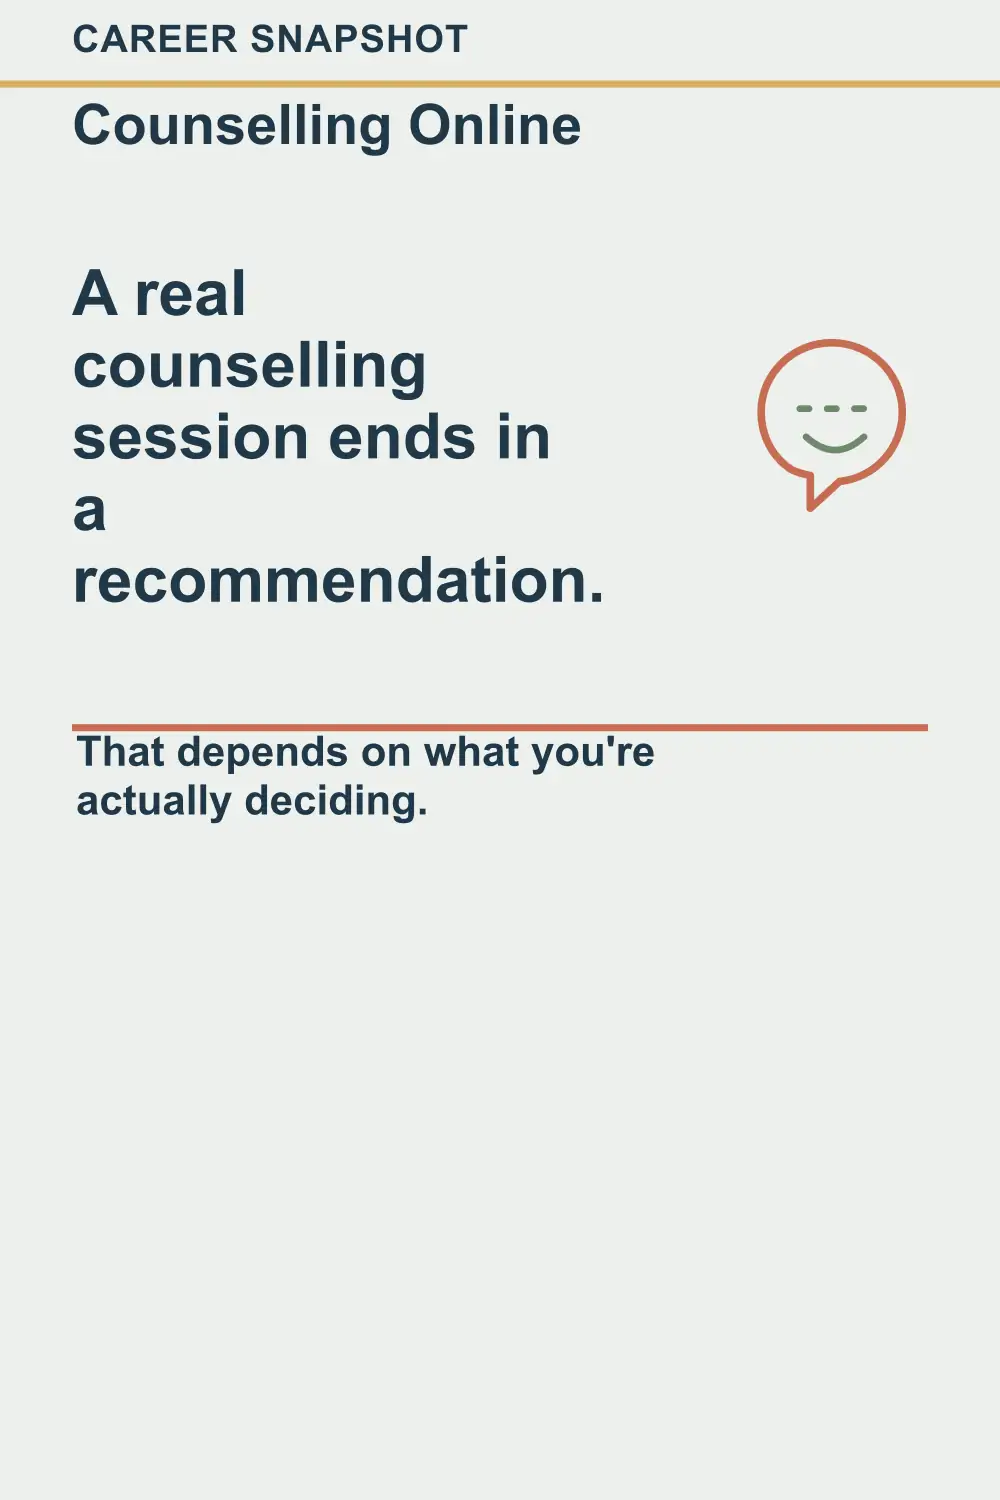 CAREER SNAPSHOT
Counselling Online
A real
counselling
session ends in
a
recommendation.
That depends on what you're
actually deciding.